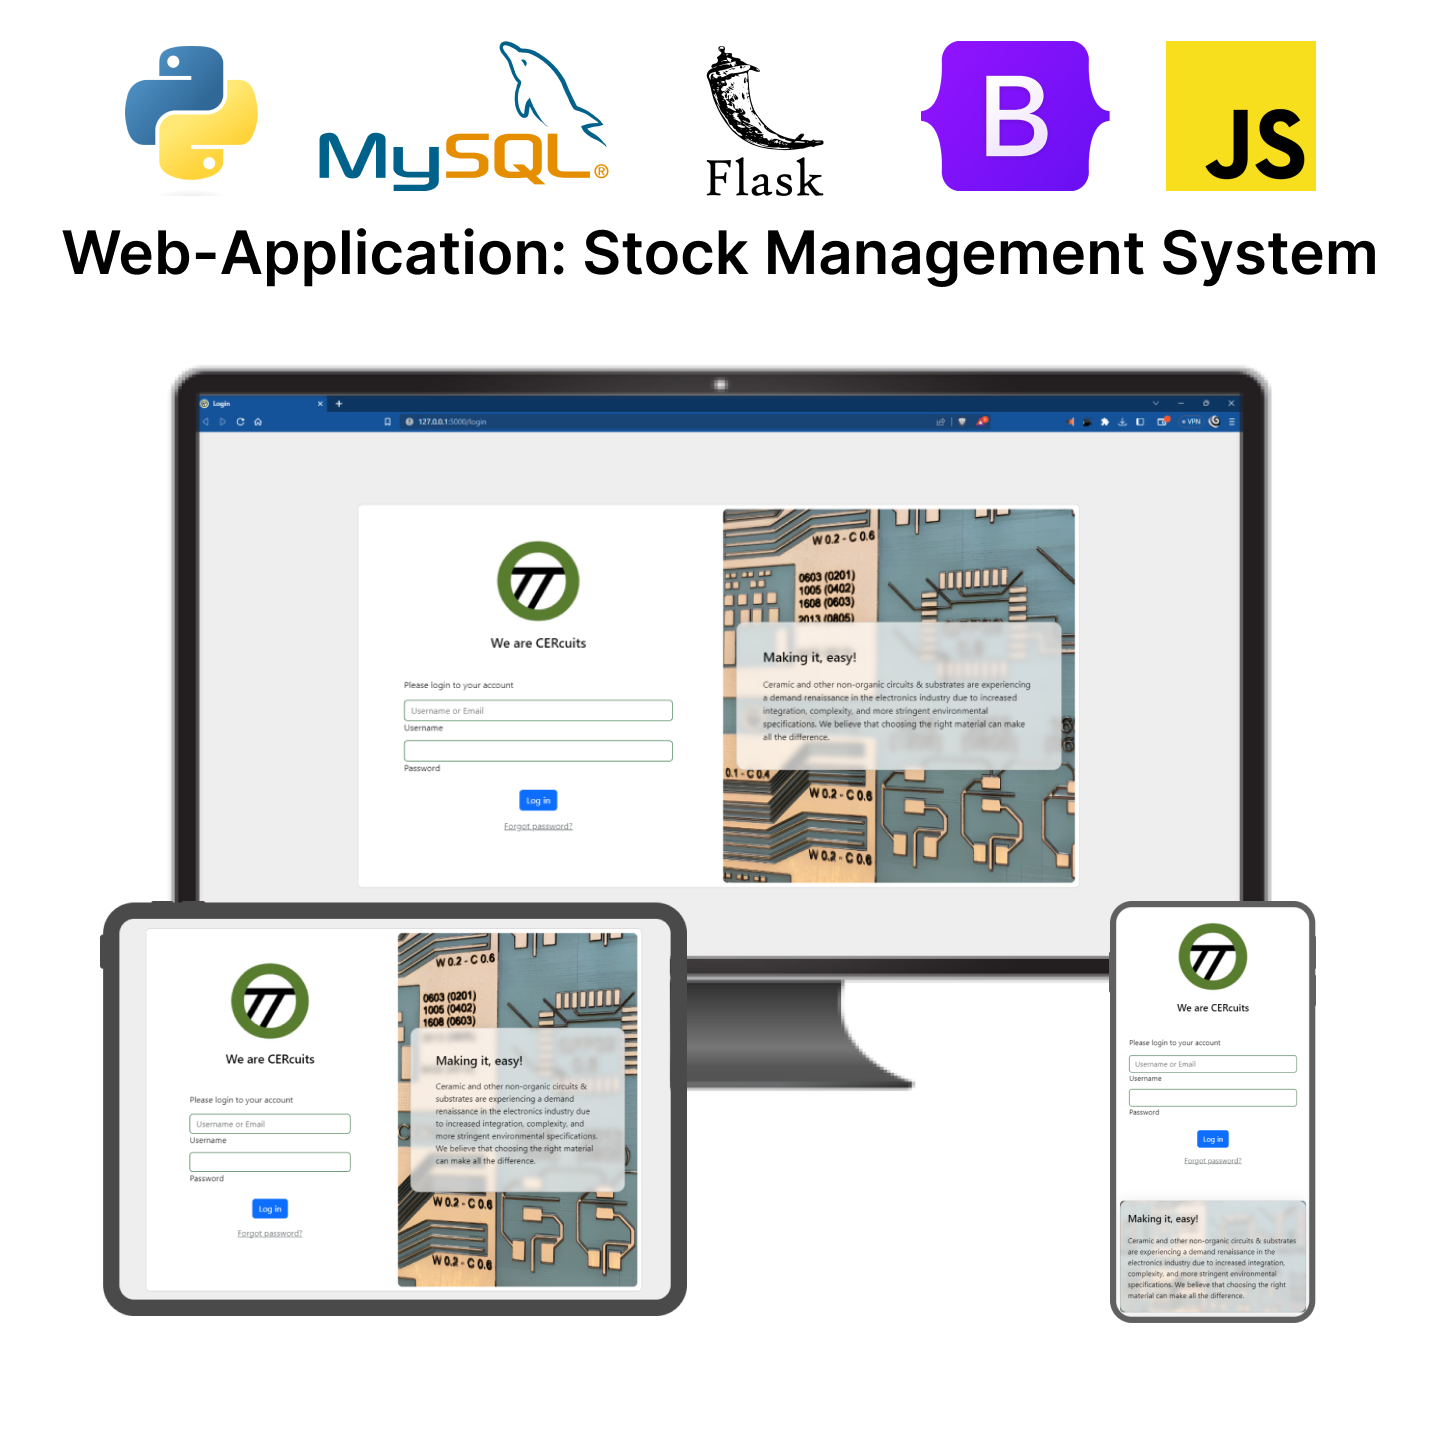 MySQL®
Flask
B
JS
Web-Application: Stock Management System
Login
127.0.0.1:5000/login
VPN
We are CERcuits
Please login to your account
Username or Email
Username
Password
Log in
Forgot password?
W 0.2 - C 0.6
0603 (0201)
1005 (0402)
1608 (0603)
2013 (0805)
Making it, easy!
Ceramic and other non-organic circuits & substrates are experiencing
a demand renaissance in the electronics industry due to increased
integration, complexity, and more stringent environmental
specifications. We believe that choosing the right material can make
all the difference.
0.1 - C 0.4
W 0.2 - C 0.6
W 0.2 - C 0.6
We are CERcuits
Please login to your account
Username or Email
Username
Password
Log in
Forgot password?
W 0.2 - C 0.6
0603 (0201)
1005 (0402)
1608 (0603)
Making it, easy!
Ceramic and other non-organic circuits &
substrates are experiencing a demand
renaissance in the electronics industry due
to increased integration, complexity, and
more stringent environmental specifications.
We believe that choosing the right material
can make all the difference.
W 0.2 - C 0.6
W 0.2 - C 0.6
We are CERcuits
Please login to your account
Username or Email
Username
Password
Log in
Forgot password?
Making it, easy!
Ceramic and other non-organic circuits & substrates
are experiencing a demand renaissance in the
electronics industry due to increased integration,
complexity, and more stringent environmental
specifications. We believe that choosing the right
material can make all the difference.